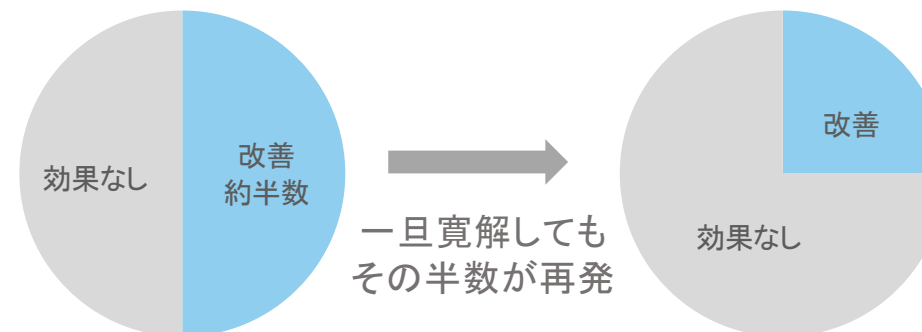 効果なし
改善
約半数
一旦寛解しても
その半数が再発
改善
効果なし